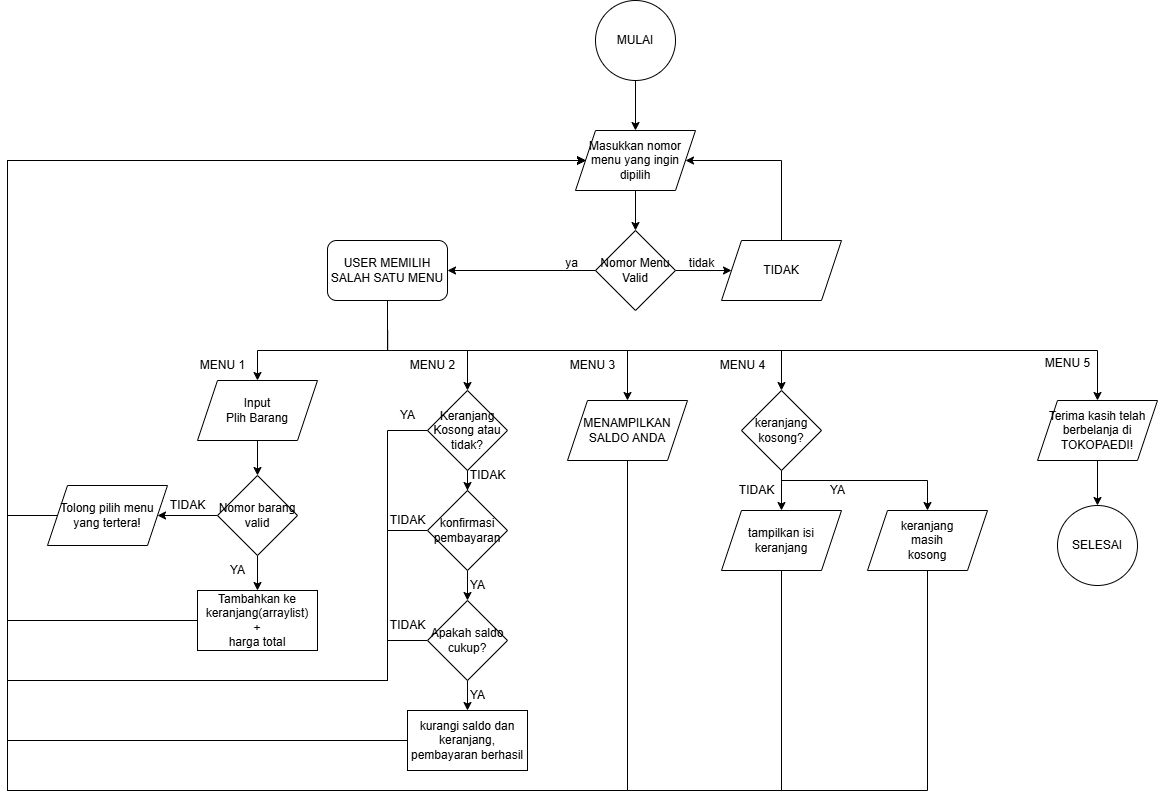 MULAI
Masukkan nomor
menu yang ingin
dipilih
USER MEMILIH
SALAH SATU MENU
ya
Nomor Menu
Valid
tidak
TIDAK
MENU 1
MENU 2
MENU 3
MENU 4
MENU 5
Input
Plih Barang
YA
Keranjang
Kosong atau
tidak?
MENAMPILKAN
SALDO ANDA
keranjang
kosong?
Terima kasih telah
berbelanja di
TOKOPAEDI!
TIDAK
Tolong pilih menu
yang tertera!
TIDAK
Nomor barang
valid
TIDAK
konfirmasi
pembayaran
TIDAK
YA
tampilkan isi
keranjang
keranjang
masih
kosong
SELESAI
YA
Tambahkan ke
keranjang(arraylist)
+
harga total
YA
TIDAK
Apakah saldo
cukup?
YA
kurangi saldo dan
keranjang,
pembayaran berhasil